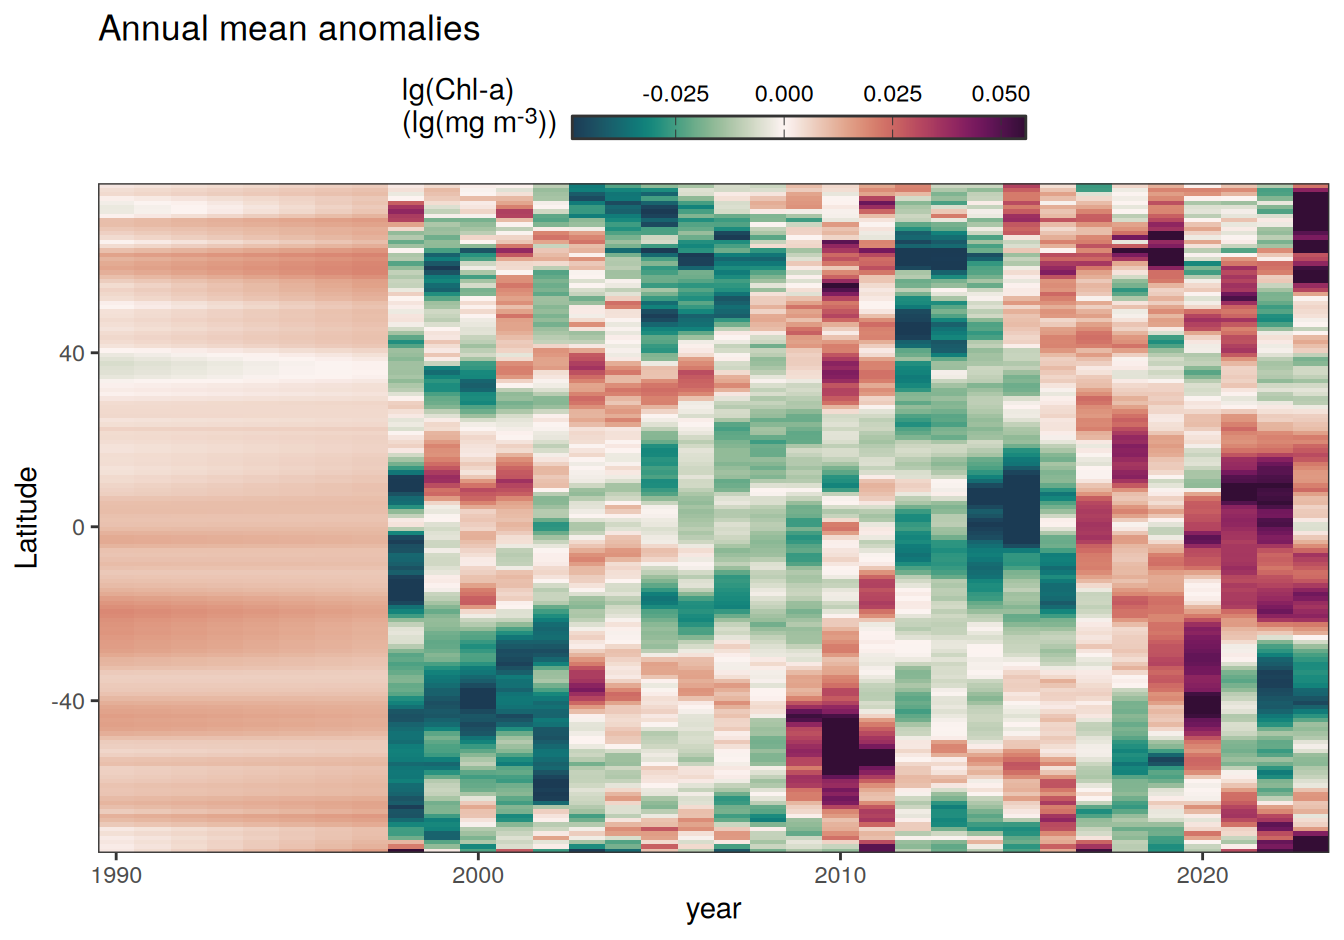 Annual mean anomalies
lg(Chl-a)
(lg(mg m-3))
-0.025 0.000 0.025 0.050
Latitude
40
0
-40
1990 2000 2010 2020
year